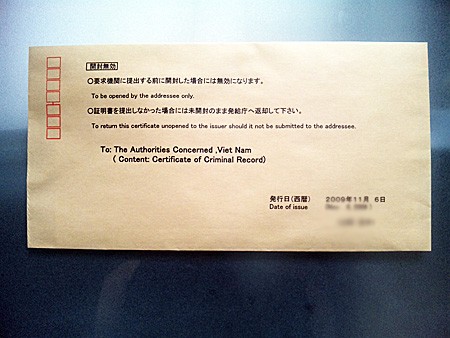 開封無効
○要求機関に提出する前に開封した場合には無効になります。
To be opened by the addressee only.
○証明書を提出しなかった場合には未開封のまま発給庁へ返却して下さい。
To return this certificate unopened to the issuer should it not be submitted to the addressee.
To: The Authorities Concerned ,Viet Nam
( Content: Certificate of Criminal Record)
発行日(西暦) 2009年11月 6日
Date of issue